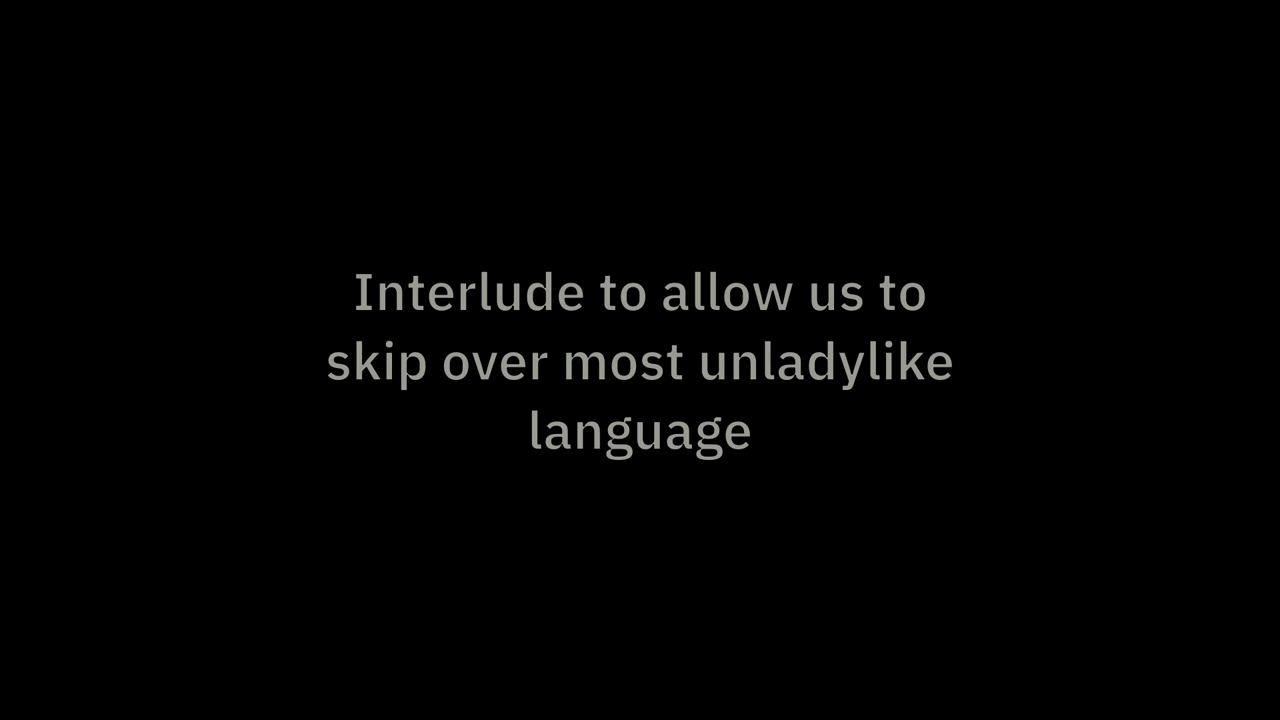 Interlude to allow us to
skip over most unladylike
language